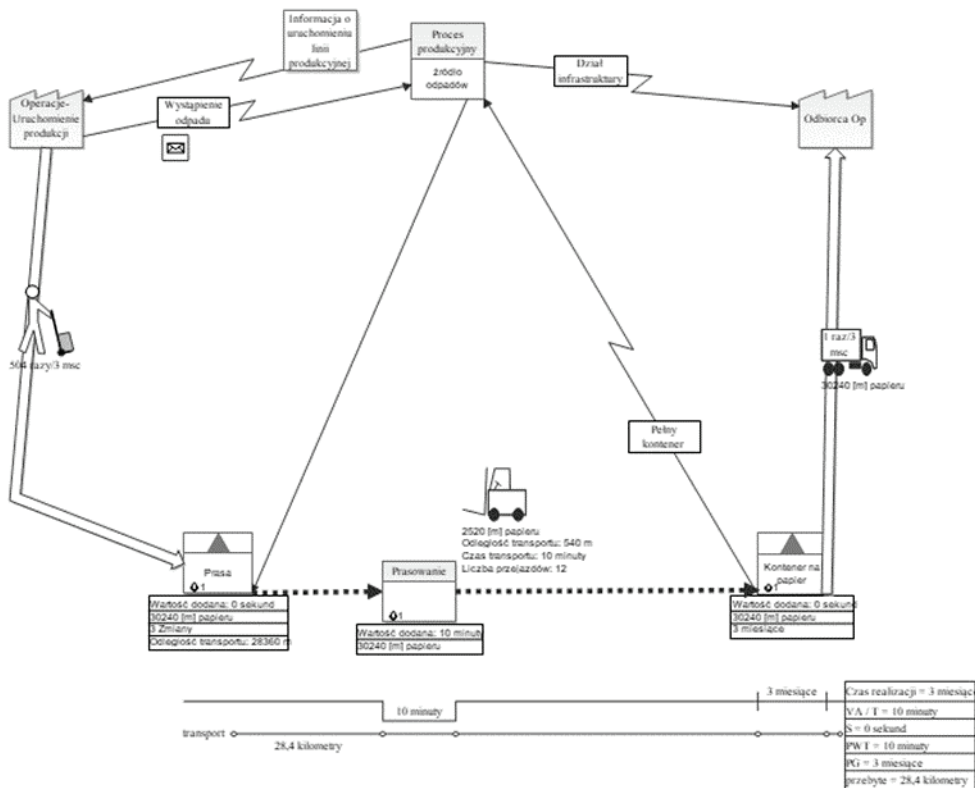 Informacja o
uruchomieniu
linii
produkcyjnej
Proces
produkcyjny
źródło
odpadów
Dział
infrastruktury
Operacje-
Uruchomienie
produkcji
Wystąpienie
odpadu
Odbiorca Op
504 razy/3 msc
1 raz/3
msc
30240 [m] papieru
Pełny
kontener
2520 [m] papieru
Odległość transportu: 540 m
Czas transportu: 10 minuty
Liczba przejazdów: 12
Prasa
1
Wartość dodana: 0 sekund
30240 [m] papieru
3 Zmiany
Odległość transportu: 28360 m
Prasowanie
1
Wartość dodana: 10 minut
30240 [m] papieru
Kontener na
papier
1
Wartość dodana: 0 sekund
30240 [m] papieru
3 miesiące
10 minuty
3 miesiące
transport
28,4 kilometry
Czas realizacji = 3 miesiąc
VA / T = 10 minuty
S = 0 sekund
PWT = 10 minuty
PG = 3 miesiące
przebyte = 28,4 kilometry